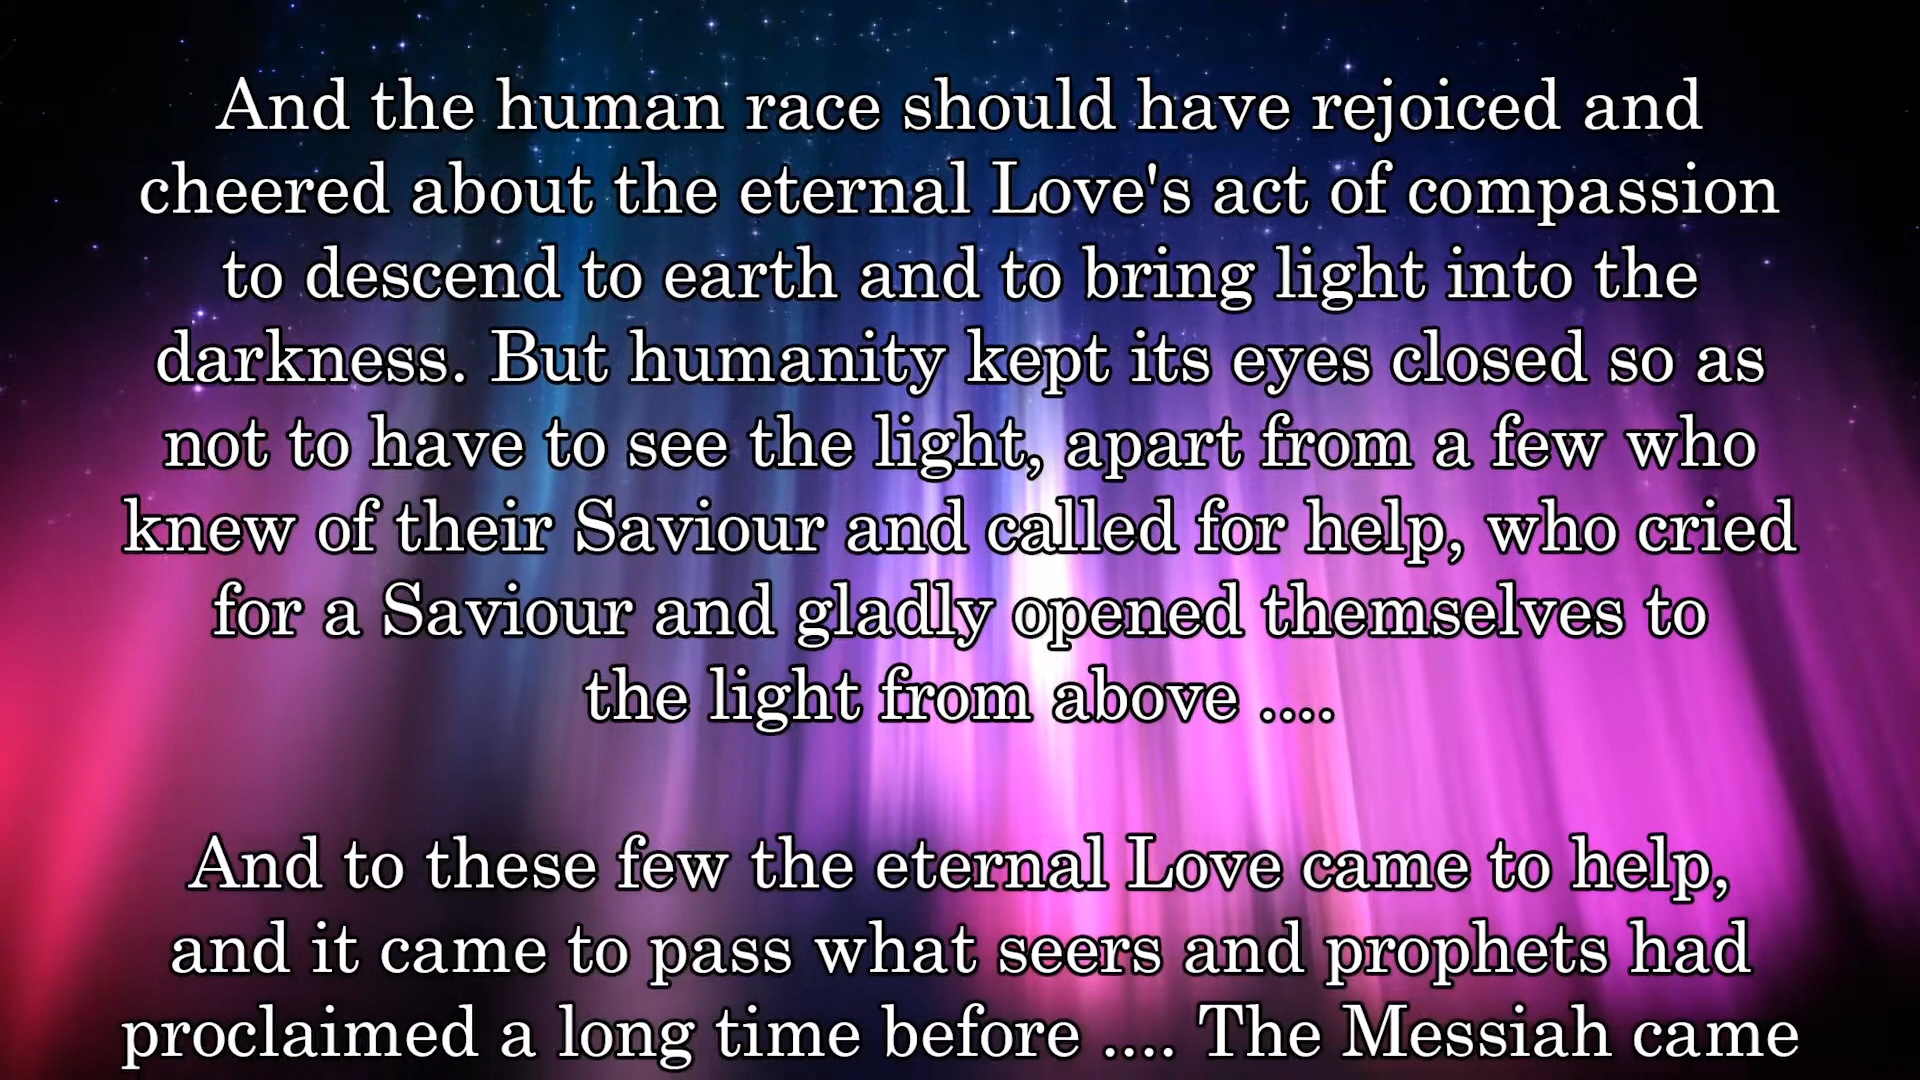 And the human race should have rejoiced and
cheered about the eternal Love's act of compassion
to descend to earth and to bring light into the
darkness. But humanity kept its eyes closed so as
not to have to see the light, apart from a few who
knew of their Saviour and called for help, who cried
for a Saviour and gladly opened themselves to
the light from above ....
And to these few the eternal Love came to help,
and it came to pass what seers and prophets had
proclaimed a long time before .... The Messiah came